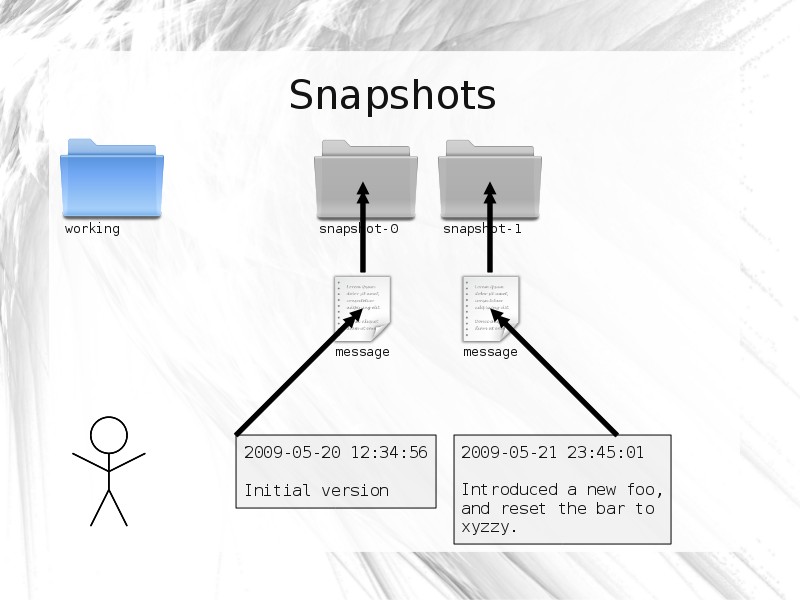 Snapshots
working
snapshot-0
snapshot-1
message
message
2009-05-20 12:34:56
Initial version
2009-05-21 23:45:01
Introduced a new foo,
and reset the bar to
xyzzy.